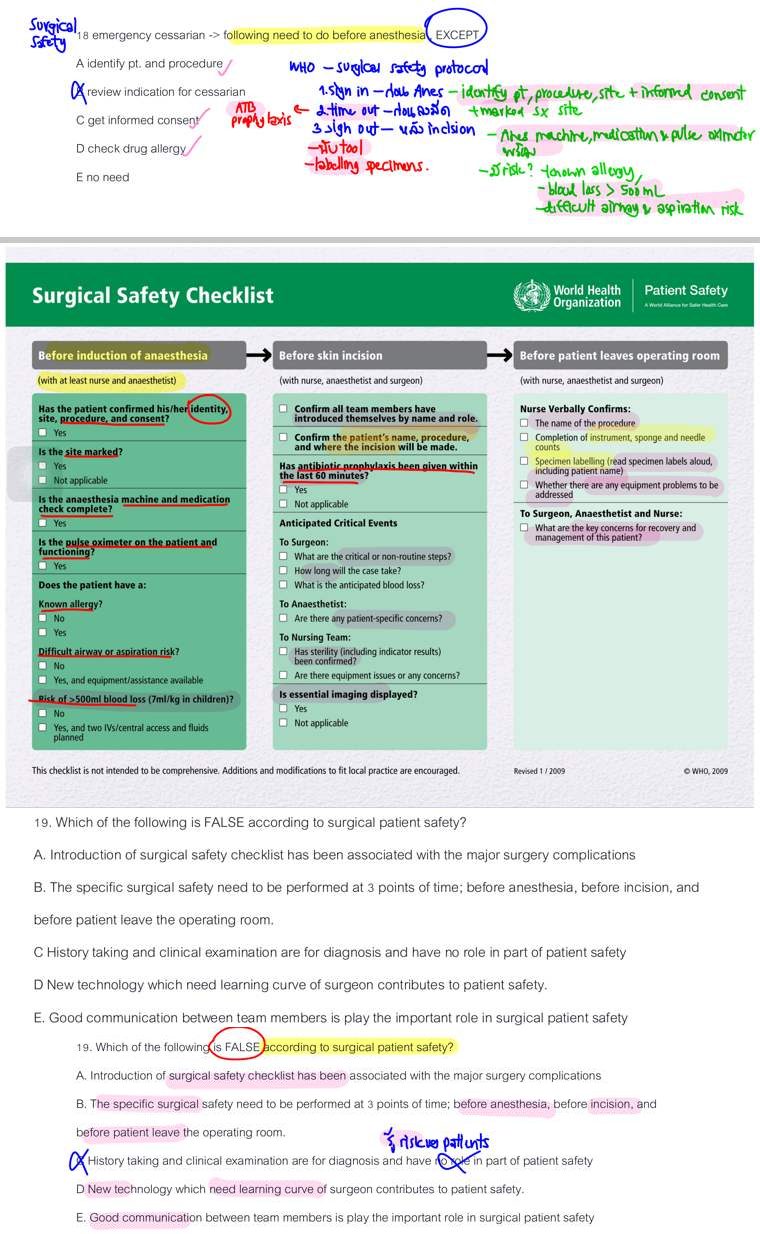 Surgical
Safety
18 emergency cessarian -> following need to do before anesthesia, EXCEPT
A identify pt. and procedure
B review indication for cessarian
C get informed consent
D check drug allergy
E no need
WHO - surgical safety protocol
1.sign in - ก่อน Anes - identify pt, procedure, site + informed consent
+ marked sx site
ATB prophylaxis ← 2.time out - ก่อนลงมีด
3.sign out - หลัง incision
- นับ tool
- labelling specimens.
- Anes machine, medication & pulse oximeter
พร้อม
- มี risk? - known allergy,
- blood loss > 500 mL
- difficult airway & aspiration risk
Surgical Safety Checklist
World Health
Organization
Patient Safety
A World Alliance for Safer Health Care
Before induction of anaesthesia
(with at least nurse and anaesthetist)
Has the patient confirmed his/her identity,
site, procedure, and consent?
Yes
Is the site marked?
Yes
Not applicable
Is the anaesthesia machine and medication
check complete?
Yes
Is the pulse oximeter on the patient and
functioning?
Yes
Does the patient have a:
Known allergy?
No
Yes
Difficult airway or aspiration risk?
No
Yes, and equipment/assistance available
Risk of >500ml blood loss (7ml/kg in children)?
No
Yes, and two IVs/central access and fluids
planned
Before skin incision
(with nurse, anaesthetist and surgeon)
Confirm all team members have
introduced themselves by name and role.
Confirm the patient's name, procedure,
and where the incision will be made.
Has antibiotic prophylaxis been given within
the last 60 minutes?
Yes
Not applicable
Anticipated Critical Events
To Surgeon:
What are the critical or non-routine steps?
How long will the case take?
What is the anticipated blood loss?
To Anaesthetist:
Are there any patient-specific concerns?
To Nursing Team:
Has sterility (including indicator results)
been confirmed?
Are there equipment issues or any concerns?
Is essential imaging displayed?
Yes
Not applicable
Before patient leaves operating room
(with nurse, anaesthetist and surgeon)
Nurse Verbally Confirms:
The name of the procedure
Completion of instrument, sponge and needle
counts
Specimen labelling (read specimen labels aloud,
including patient name)
Whether there are any equipment problems to be
addressed
To Surgeon, Anaesthetist and Nurse:
What are the key concerns for recovery and
management of this patient?
This checklist is not intended to be comprehensive. Additions and modifications to fit local practice are encouraged.
Revised 1 / 2009
© WHO, 2009
19. Which of the following is FALSE according to surgical patient safety?
A. Introduction of surgical safety checklist has been associated with the major surgery complications
B. The specific surgical safety need to be performed at 3 points of time; before anesthesia, before incision, and
before patient leave the operating room.
C History taking and clinical examination are for diagnosis and have no role in part of patient safety
D New technology which need learning curve of surgeon contributes to patient safety.
E. Good communication between team members is play the important role in surgical patient safety
19. Which of the following is FALSE according to surgical patient safety?
A. Introduction of surgical safety checklist has been associated with the major surgery complications
B. The specific surgical safety need to be performed at 3 points of time; before anesthesia, before incision, and
before patient leave the operating room.
risk patients
C History taking and clinical examination are for diagnosis and have no role in part of patient safety
D New technology which need learning curve of surgeon contributes to patient safety.
E. Good communication between team members is play the important role in surgical patient safety